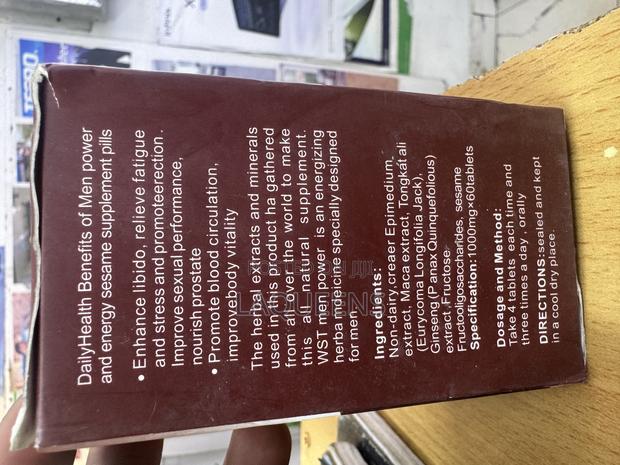 DailyHealth Benefits of Men power
and energy sesame supplement pills
• Enhance libido, relieve fatigue
and stress and promoteerection .
Improve sexual performance,
nourish prostate
• Promote blood circulation,
improvebody vitality
The herbal extracts and minerals
used in this product ha gathered
from all over the world to make
this an all natural supplement.
WST men power is an energizing
herba medicine specially designed
for men.
Ingredients:
Non-dairy creamer Epimedium
extract, Maca extract, Tongkát ali
(Eurycoma Longifolia Jack),
Ginseng (P anax Quinquefolious)
extract ,Fructose.
Fructooligosaccharides, sesame
Specification:1000mg×60tablets
Dosage and Method:
Take 4 tablets each time and
three times a day , orally
DIRECTIONS:sealed and kept
in a cool dry place.
LAQUEENS